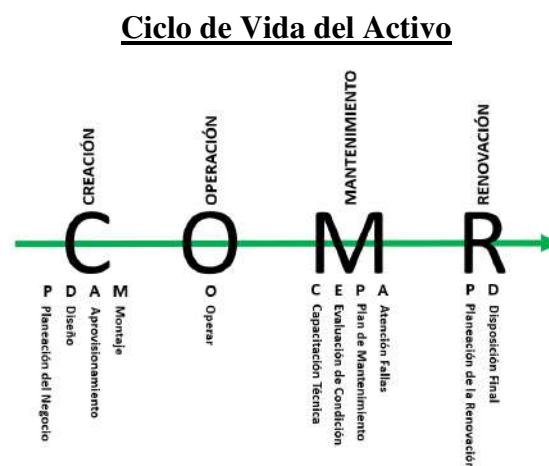 Ciclo de Vida del Activo
CREACIÓN
OPERACIÓN
MANTENIMIENTO
RENOVACIÓN
C
O
M
R
P
D
A
M
Planeación del Negocio
Diseño
Aprovisionamiento
Montaje
O
Operar
C
E
P
A
Capacitación Técnica
Evaluación de Condición
Plan de Mantenimiento
Atención Fallas
P
D
Planeación de la Renovación
Disposición Final